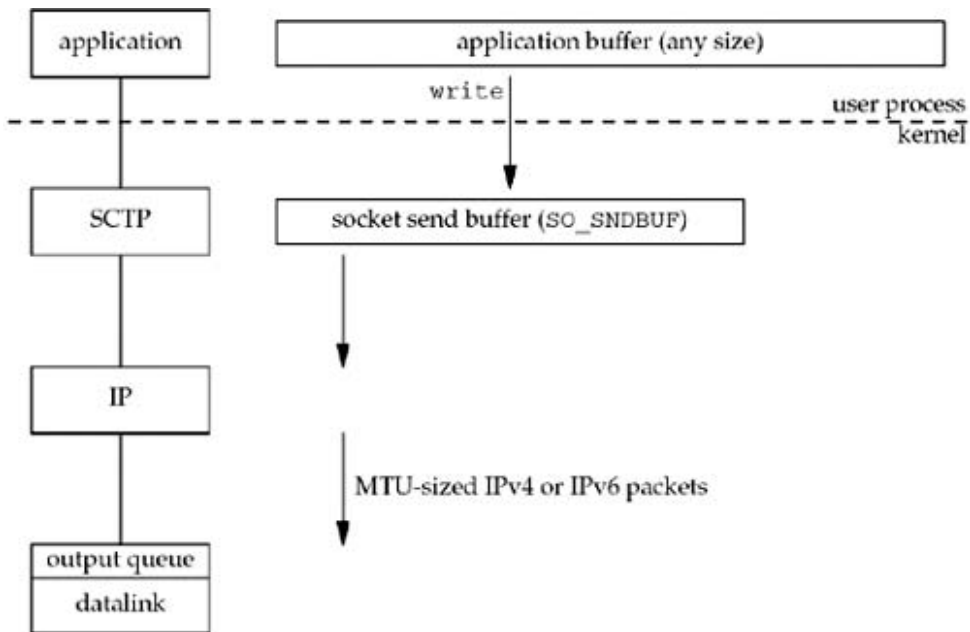 application
application buffer (any size)
write
user process
kernel
SCTP
socket send buffer (SO_SNDBUF)
IP
MTU-sized IPv4 or IPv6 packets
output queue
datalink